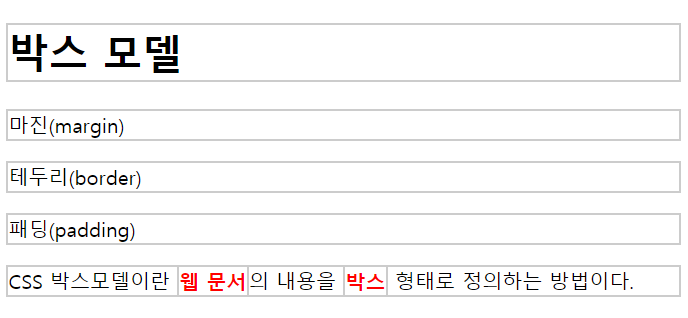 박스 모델
마진(margin)
테두리(border)
패딩(padding)
CSS 박스모델이란 웹 문서의 내용을 박스 형태로 정의하는 방법이다.